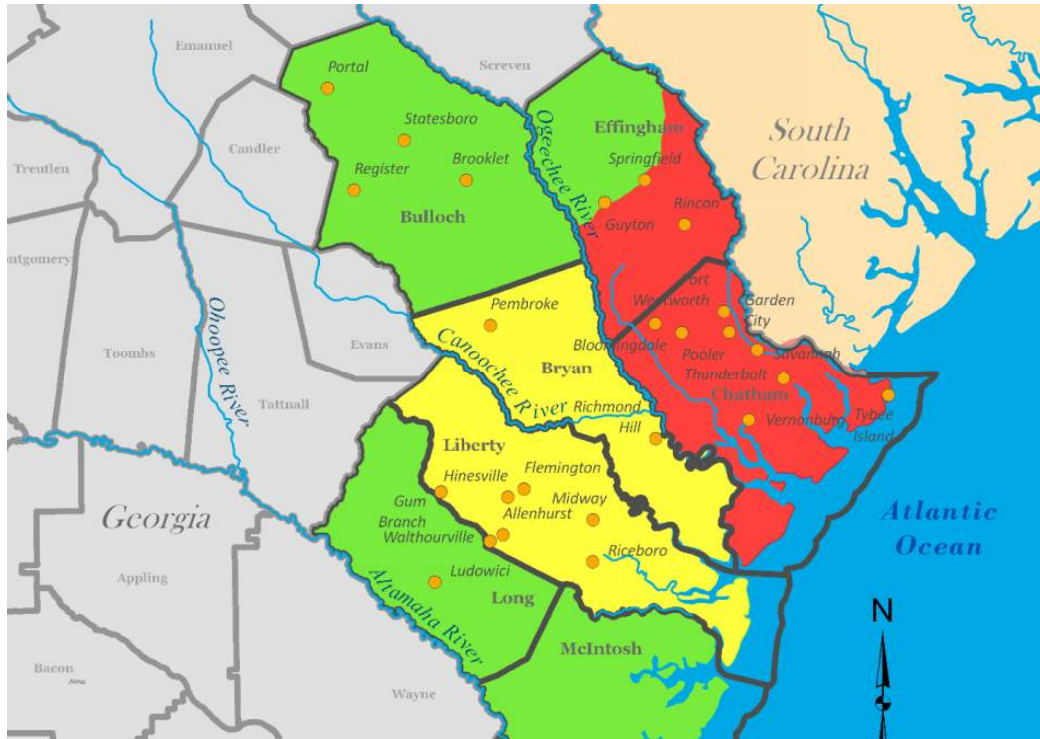 Emanuel
Portal
Screven
Statesboro
Effingham
South
Carolina
Candler
Ogeechee River
Treutlen
Register
Brooklet
Springfield
Bulloch
Guyton
Rincon
ontgomery
Ohoopee River
Pembroke
ort
Wentworth
Garden
City
Evans
Canoochee River
Bloomingdale
Savannah
Toombs
Bryan
Pooler
Thunderbolt
Tattnall
Chatham
Richmond
Hill
Vernonburg
Tybee
Island
Liberty
Hinesville
Flemington
Gum
Branch
Midway
Allenhurst
Georgia
Walthourville
Atlantic
Ocean
Riceboro
Appling
Ludowici
Long
Altamaha River
N
McIntosh
Bacon
Alma
Wayne